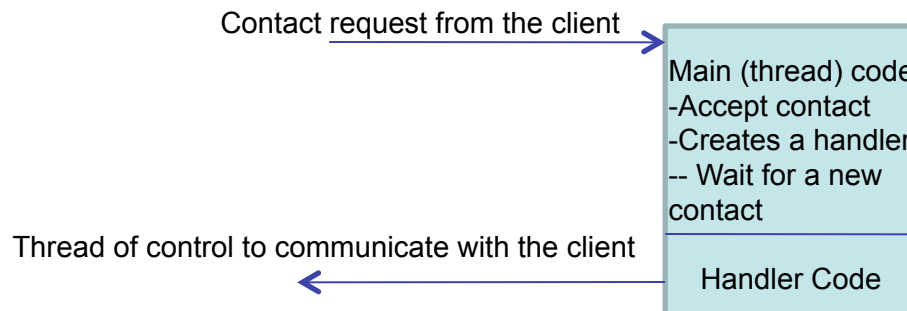 Contact request from the client
Main (thread) code
-Accept contact
-Creates a handler
-- Wait for a new
contact
Thread of control to communicate with the client
Handler Code